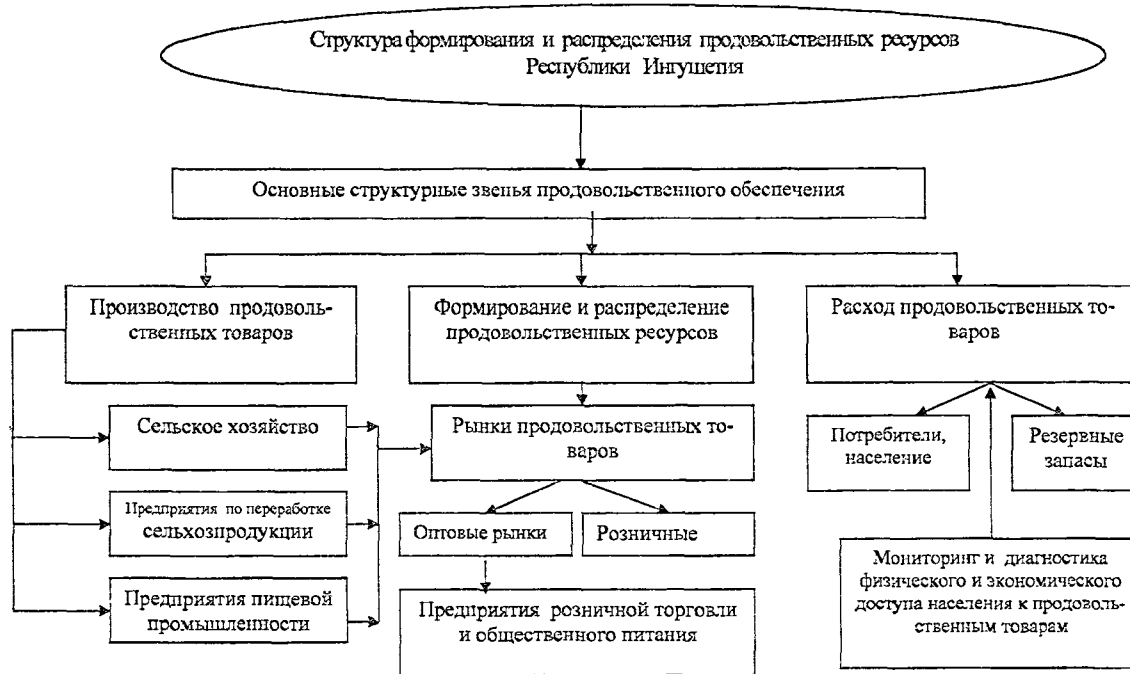 Структура формирования и распределения продовольственных ресурсов
Республики Ингушетия
Основные структурные звенья продовольственного обеспечения
Производство продоволь-
ственных товаров
Формирование и распределение
продовольственных ресурсов
Расход продовольственных то-
варов
Сельское хозяйство
Предприятия по переработке
сельхозпродукции
Предприятия пищевой
промышленности
Рынки продовольственных то-
варов
Оптовые рынки
Розничные
Предприятия розничной торговли
и общественного питания
Потребители,
население
Резервные
запасы
Мониторинг и диагностика
физического и экономического
доступа населения к продоволь-
ственным товарам